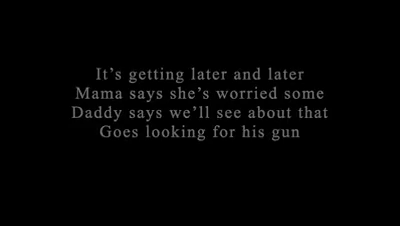 It’s getting later and later
Mama says she’s worried some
Daddy says we’ll see about that
Goes looking for his gun